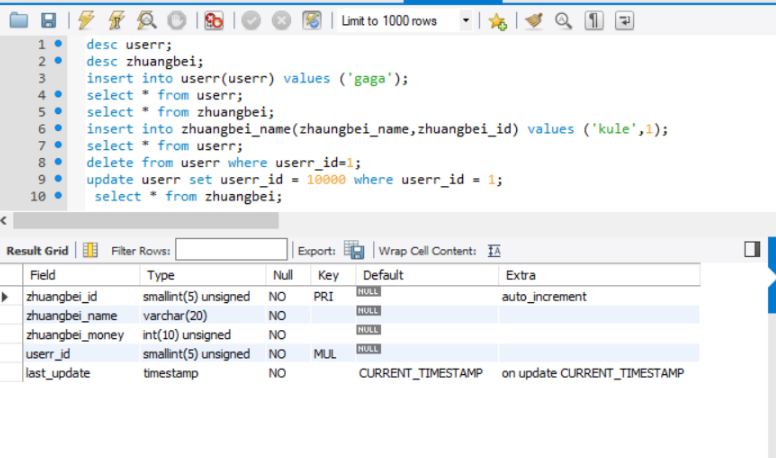 Limit to 1000 rows
1 desc userr;
2 desc zhuangbei;
3 insert into userr(userr) values ('gaga');
4 select * from userr;
5 select * from zhuangbei;
6 insert into zhuangbei_name(zhaungbei_name,zhuangbei_id) values ('kule',1);
7 select * from userr;
8 delete from userr where userr_id=1;
9 update userr set userr_id = 10000 where userr_id = 1;
10 select * from zhuangbei;
Result Grid Filter Rows: Export: Wrap Cell Content: IA
Field Type Null Key Default Extra
zhuangbei_id smallint(5) unsigned NO PRI NULL auto_increment
zhuangbei_name varchar(20) NO NULL
zhuangbei_money int(10) unsigned NO NULL
userr_id smallint(5) unsigned NO MUL NULL
last_update timestamp NO CURRENT_TIMESTAMP on update CURRENT_TIMESTAMP